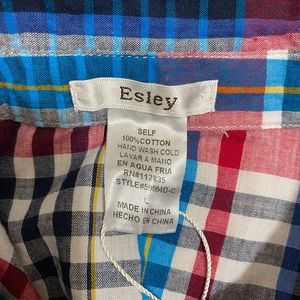 Esley
SELF
100%COTTON
HAND WASH COLD
LAVAR A MANO
EN AGUA FRIA
RN#112835
L
MADE IN CHINA
HECHO EN CHINA